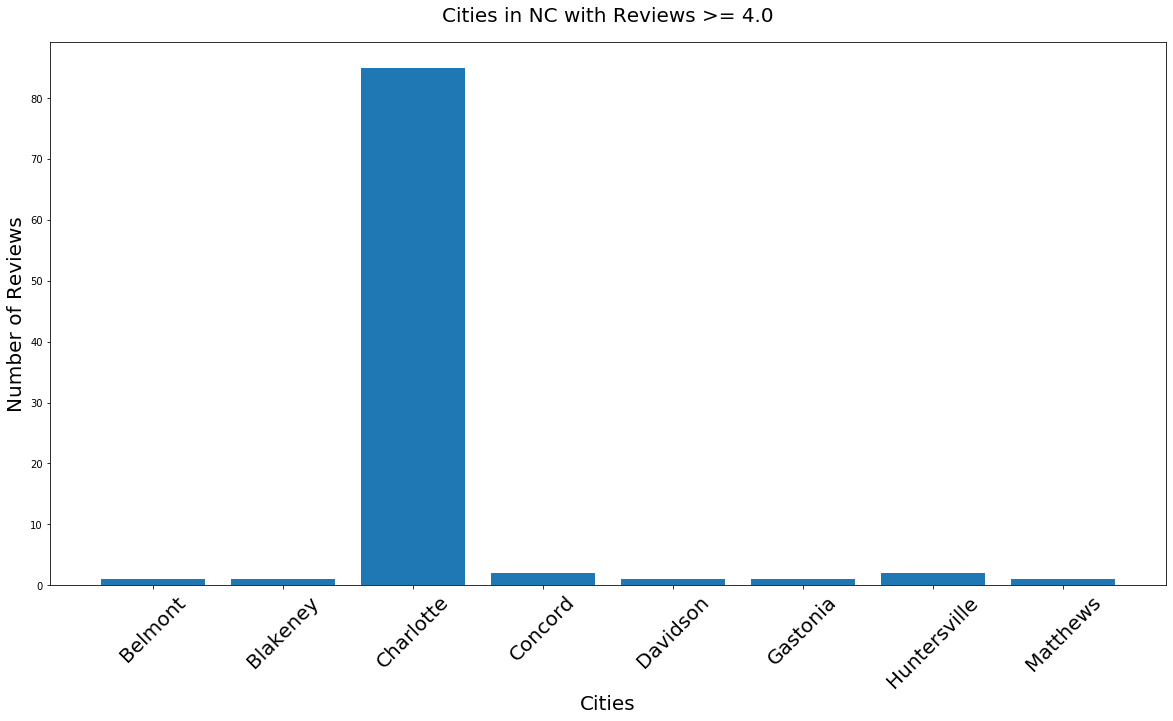 Cities in NC with Reviews >= 4.0
Number of Reviews
80
70
60
50
40
30
20
10
0
Belmont
Blakeney
Charlotte
Concord
Davidson
Gastonia
Huntersville
Matthews
Cities